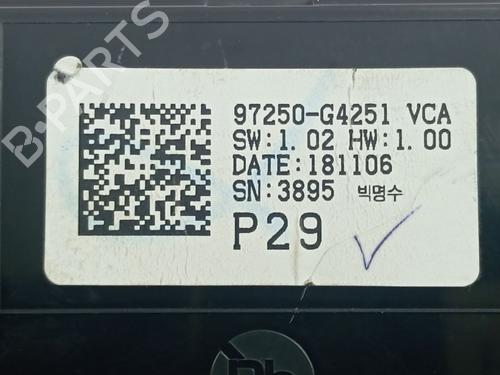 B-PARTS
97250-G4251 VCA
SW:1.02 HW:1.00
DATE:181106
SN:3895 빅명수
P29